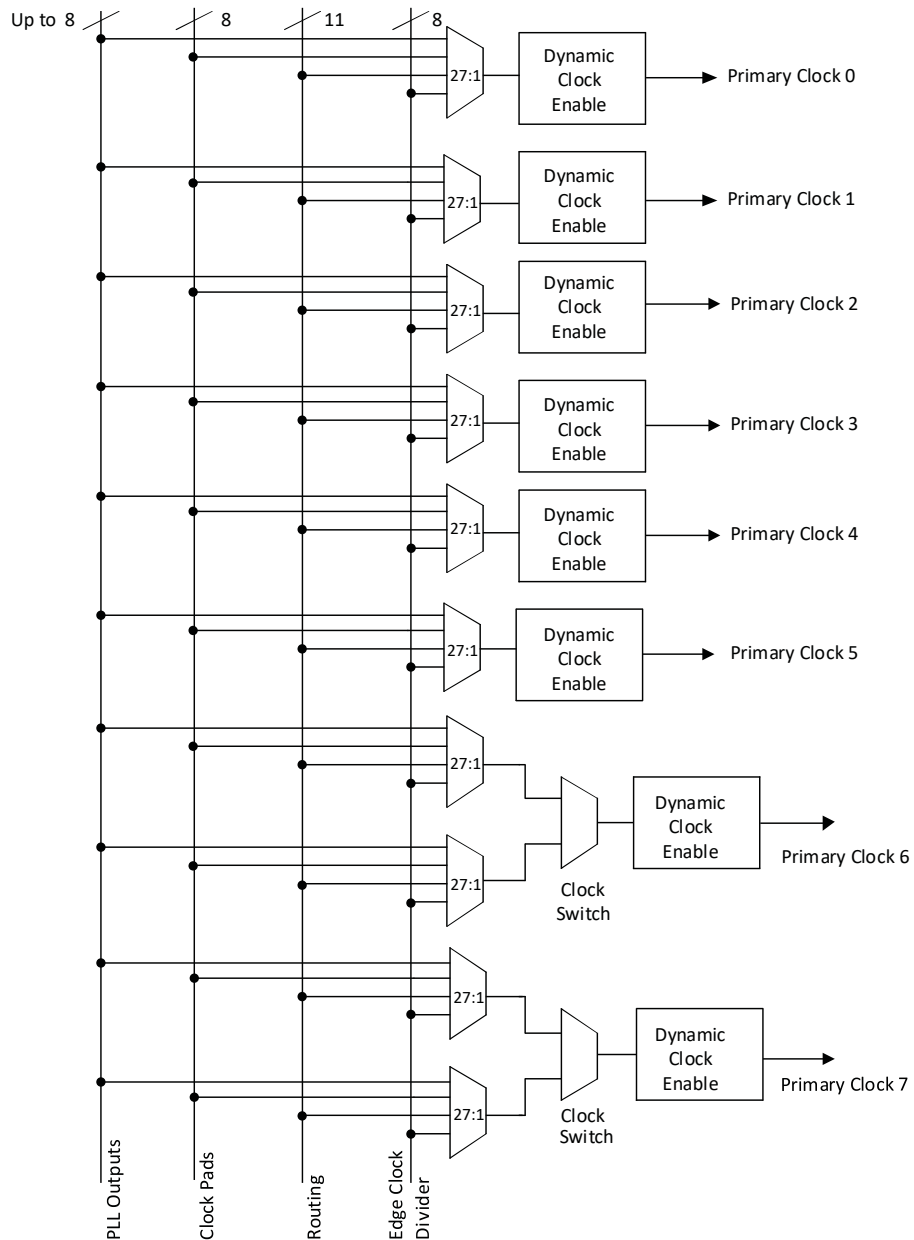 Up to 8
8
11
8
27:1
Dynamic
Clock
Enable
Primary Clock 0
27:1
Dynamic
Clock
Enable
Primary Clock 1
27:1
Dynamic
Clock
Enable
Primary Clock 2
27:1
Dynamic
Clock
Enable
Primary Clock 3
27:1
Dynamic
Clock
Enable
Primary Clock 4
27:1
Dynamic
Clock
Enable
Primary Clock 5
27:1
27:1
Clock
Switch
Dynamic
Clock
Enable
Primary Clock 6
27:1
27:1
Clock
Switch
Dynamic
Clock
Enable
Primary Clock 7
PLL Outputs
Clock Pads
Routing
Edge Clock
Divider